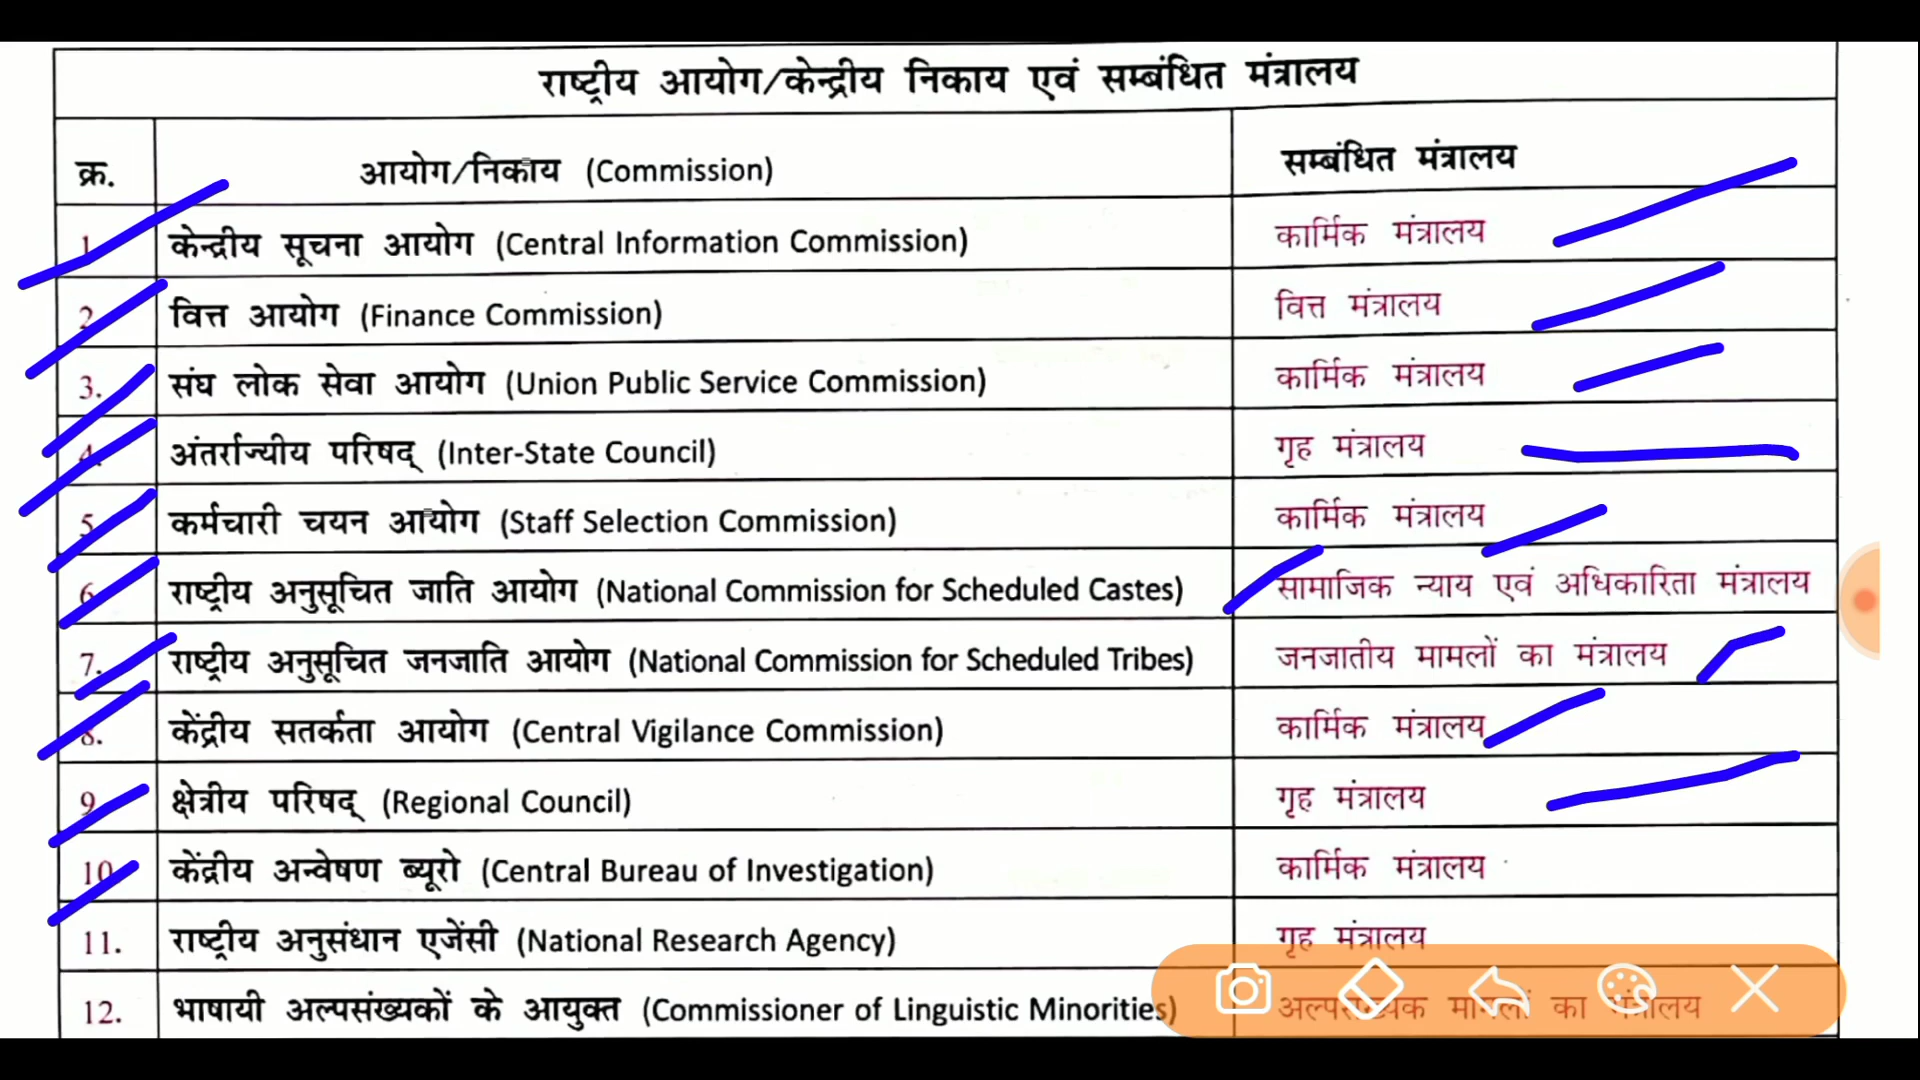 राष्ट्रीय आयोग/केन्द्रीय निकाय एवं सम्बंधित मंत्रालय
क्र. आयोग/निकाय (Commission) सम्बंधित मंत्रालय
1. केन्द्रीय सूचना आयोग (Central Information Commission) कार्मिक मंत्रालय
2. वित्त आयोग (Finance Commission) वित्त मंत्रालय
3. संघ लोक सेवा आयोग (Union Public Service Commission) कार्मिक मंत्रालय
4. अंतर्राज्यीय परिषद् (Inter-State Council) गृह मंत्रालय
5. कर्मचारी चयन आयोग (Staff Selection Commission) कार्मिक मंत्रालय
6. राष्ट्रीय अनुसूचित जाति आयोग (National Commission for Scheduled Castes) सामाजिक न्याय एवं अधिकारिता मंत्रालय
7. राष्ट्रीय अनुसूचित जनजाति आयोग (National Commission for Scheduled Tribes) जनजातीय मामलों का मंत्रालय
8. केंद्रीय सतर्कता आयोग (Central Vigilance Commission) कार्मिक मंत्रालय
9. क्षेत्रीय परिषद् (Regional Council) गृह मंत्रालय
10. केंद्रीय अन्वेषण ब्यूरो (Central Bureau of Investigation) कार्मिक मंत्रालय
11. राष्ट्रीय अनुसंधान एजेंसी (National Research Agency) गृह मंत्रालय
12. भाषायी अल्पसंख्यकों के आयुक्त (Commissioner of Linguistic Minorities) अल्पसंख्यक मामलों का मंत्रालय